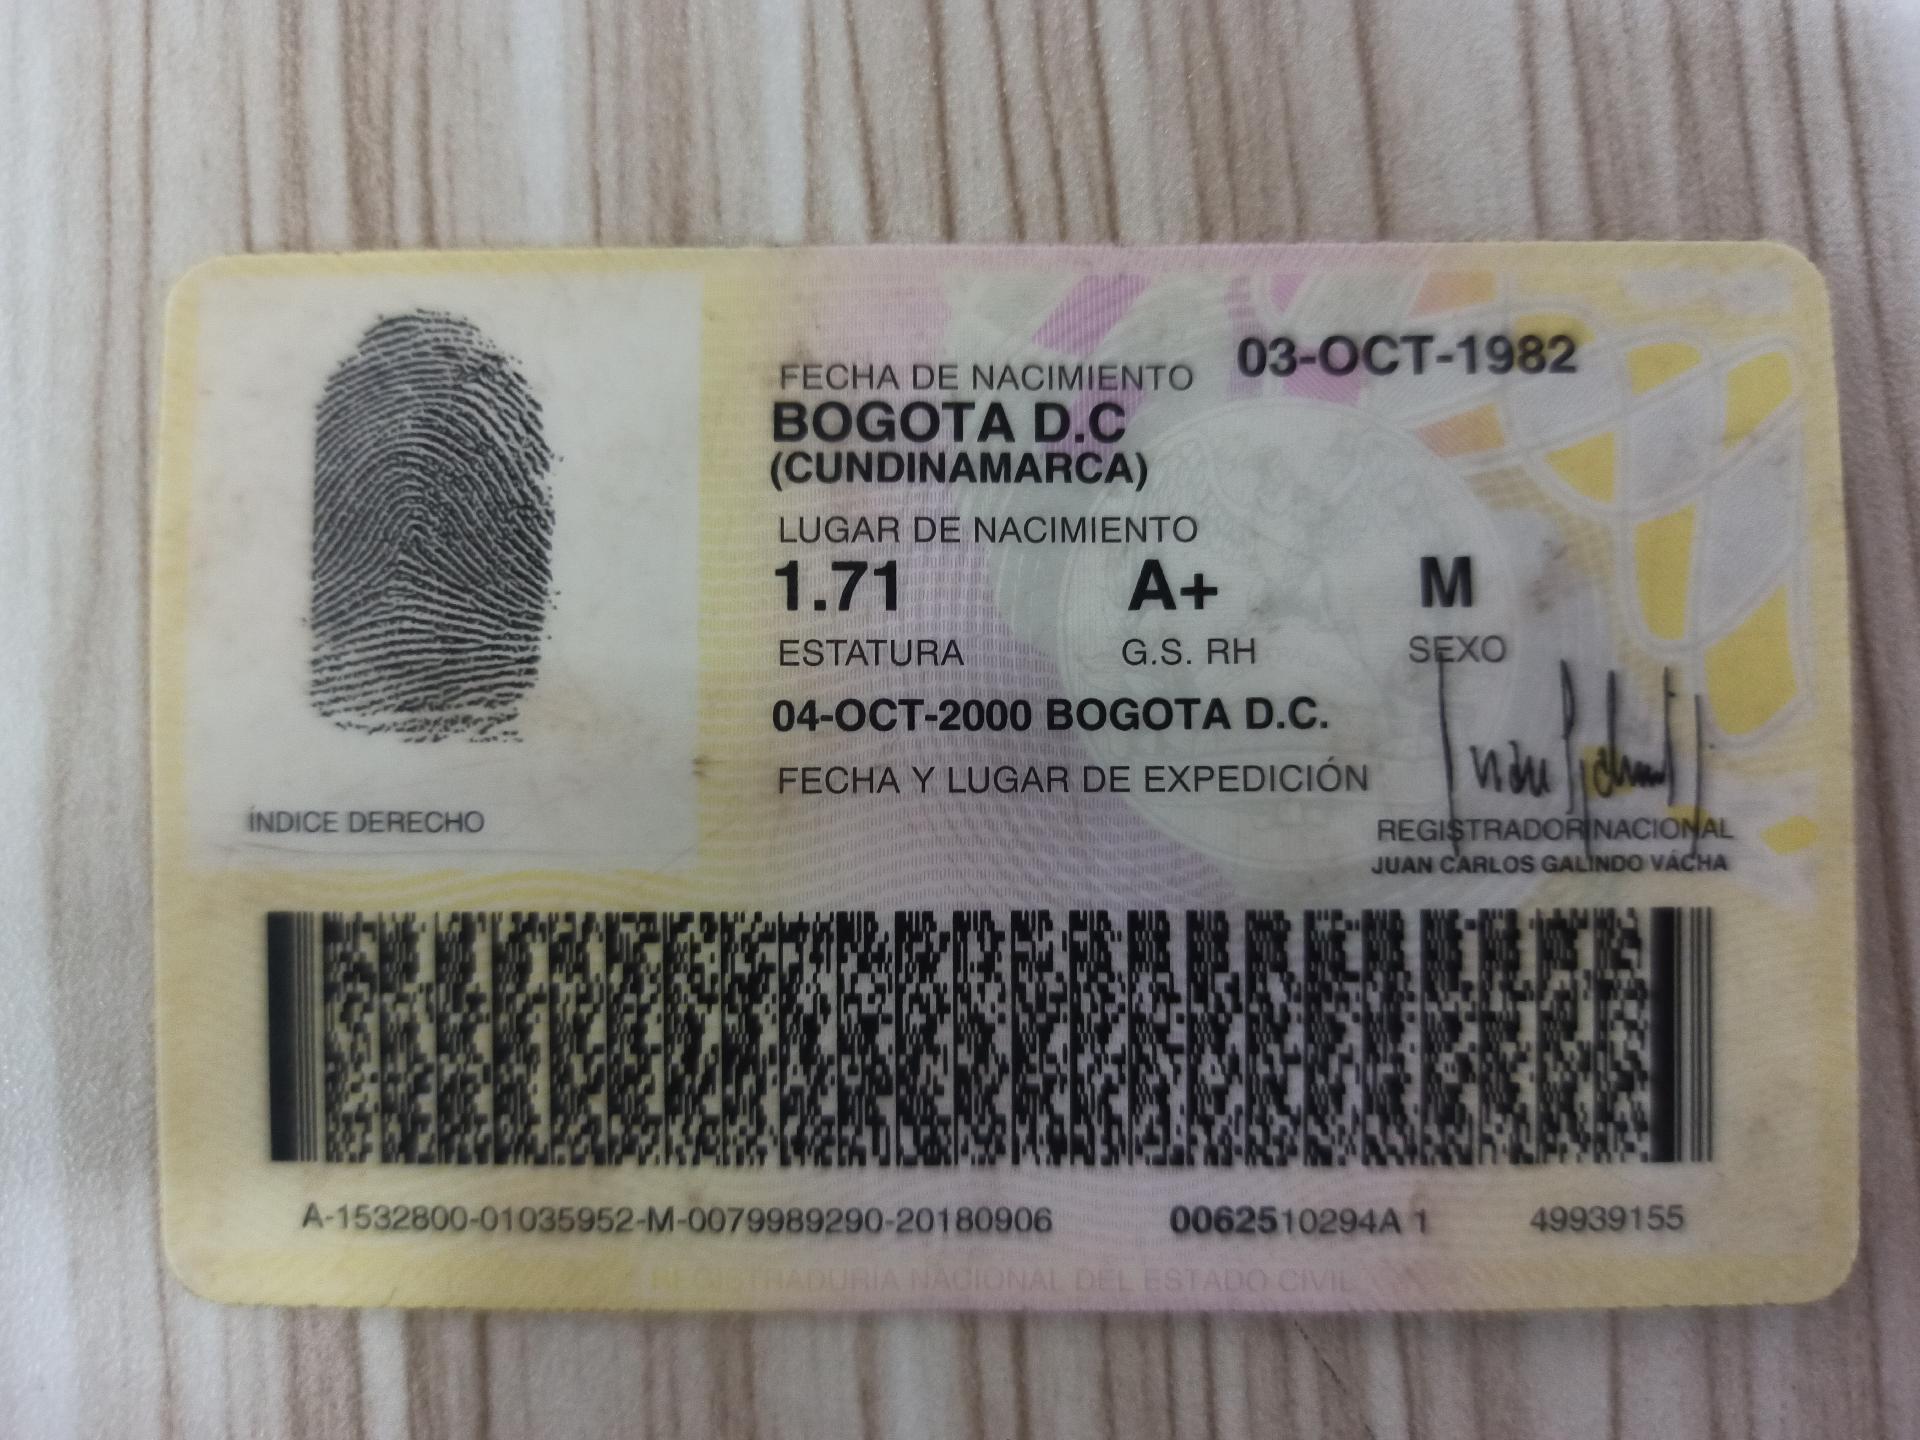 FECHA DE NACIMIENTO 03-OCT-1982
BOGOTA D.C
(CUNDINAMARCA)
LUGAR DE NACIMIENTO
1.71 A+ M
ESTATURA G.S. RH SEXO
04-OCT-2000 BOGOTA D.C.
FECHA Y LUGAR DE EXPEDICIÓN
ÍNDICE DERECHO
REGISTRADOR NACIONAL
JUAN CARLOS GALINDO VÁCHA
A-1532800-01035952-M-0079989290-20180906 0062510294A 1 49939155
REGISTRADURIA NACIONAL DEL ESTADO CIVIL